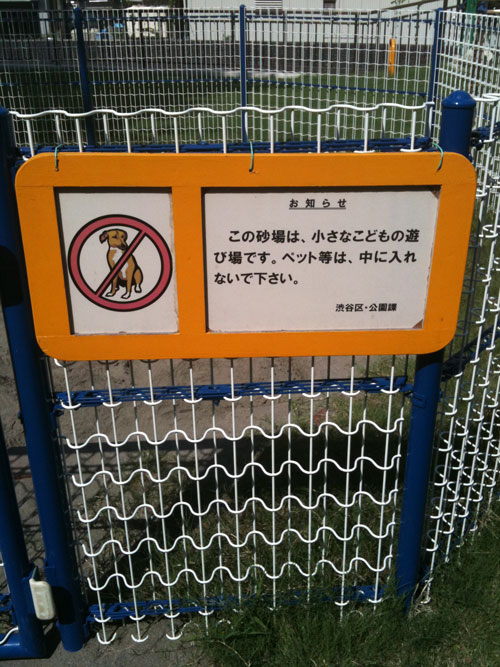 お知らせ
この砂場は、小さなこどもの遊
び場です。ペット等は、中に入れ
ないで下さい。
渋谷区・公園課